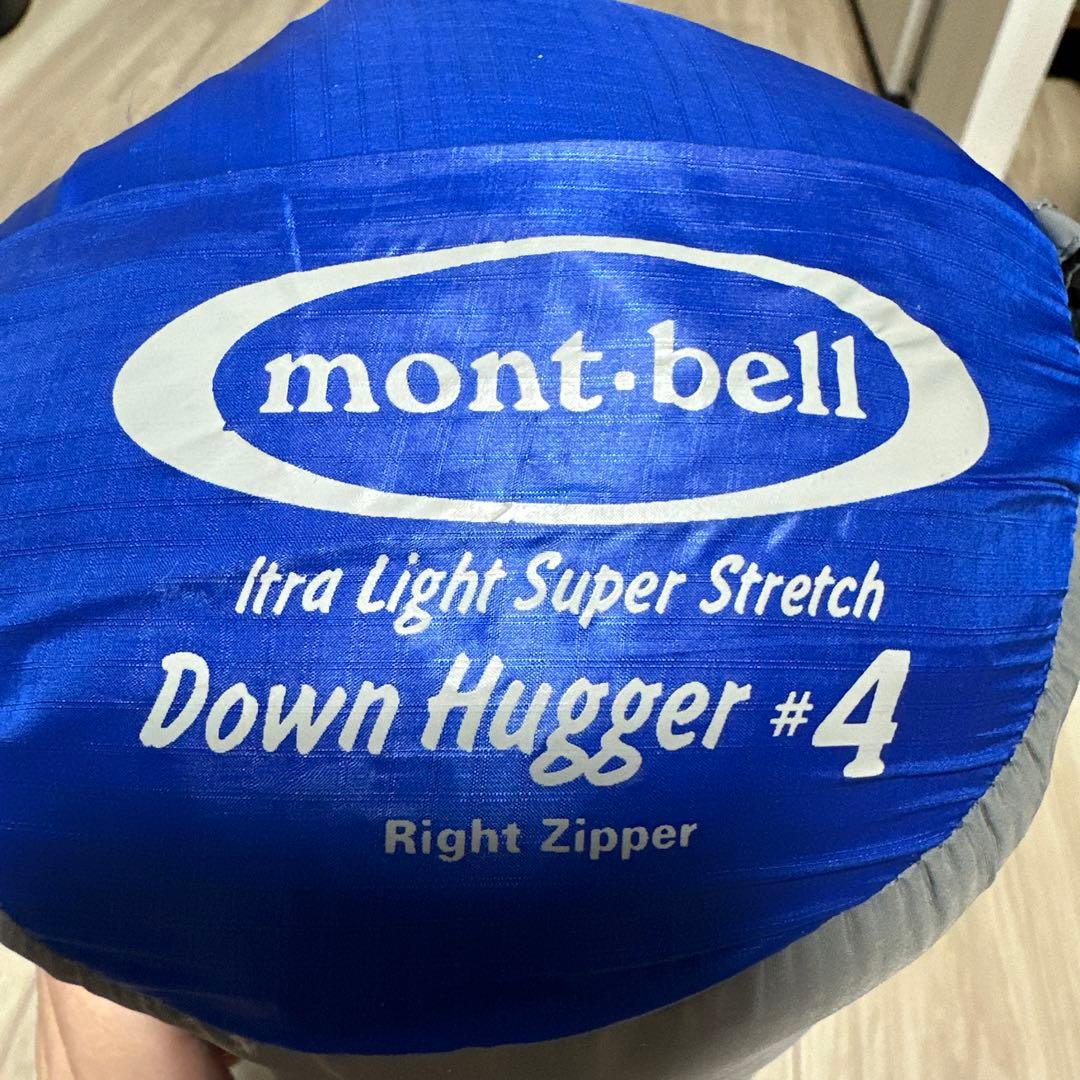 mont·bell
ltra Light Super Stretch
Down Hugger #4
Right Zipper